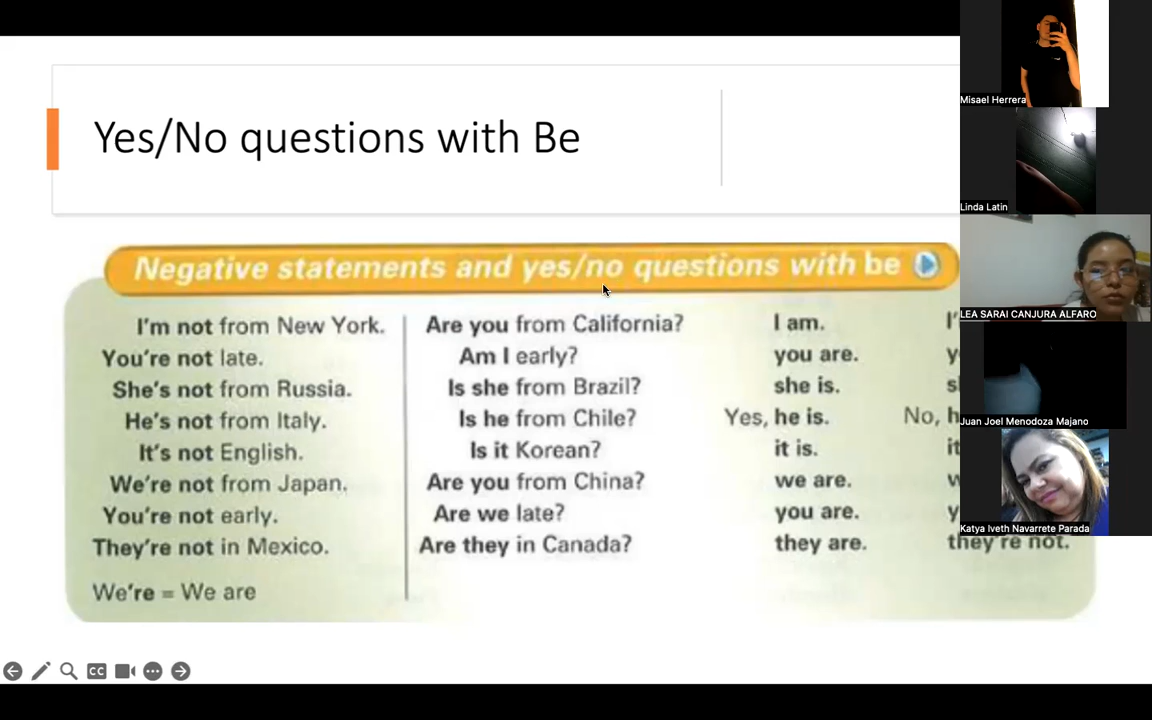 Yes/No questions with Be
Negative statements and yes/no questions with be
I'm not from New York. Are you from California? I am.
You're not late. Am I early? you are.
She's not from Russia. Is she from Brazil? she is.
He's not from Italy. Is he from Chile? Yes, he is. No,
It's not English. Is it Korean? it is.
We're not from Japan. Are you from China? we are.
You're not early. Are we late? you are.
They're not in Mexico. Are they in Canada? they are. they're not.
We're = We are
CC
Misael Herrera
Linda Latin
LEA SARAI CANJURA ALFARO
Juan Joel Mendoza Majano
Katya Iveth Navarrete Parada